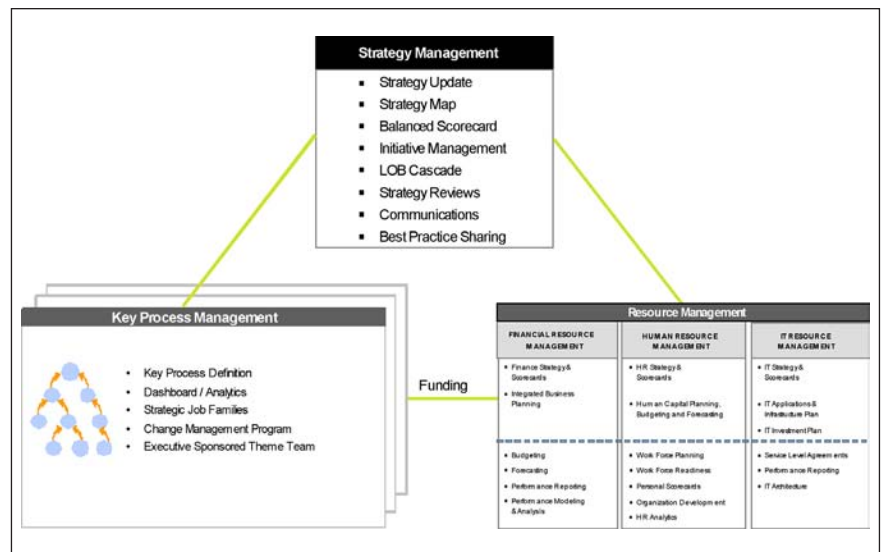 Strategy Management
▪ Strategy Update
▪ Strategy Map
▪ Balanced Scorecard
▪ Initiative Management
▪ LOB Cascade
▪ Strategy Reviews
▪ Communications
▪ Best Practice Sharing
Key Process Management
• Key Process Definition
• Dashboard / Analytics
• Strategic Job Families
• Change Management Program
• Executive Sponsored Theme Team
Funding
Resource Management
FINANCIAL RESOURCE
MANAGEMENT
• Finance Strategy &
Scorecards
• Integrated Business
Planning
• Budgeting
• Forecasting
• Performance Reporting
• Performance Modeling
& Analysis
HUMAN RESOURCE
MANAGEMENT
• HR Strategy &
Scorecards
• Human Capital Planning,
Budgeting and Forecasting
• Work Force Planning
• Work Force Readiness
• Personal Scorecards
• Organization Development
• HR Analytics
IT RESOURCE
MANAGEMENT
• IT Strategy &
Scorecards
• IT Applications &
Infrastructure Plan
• IT Investment Plan
• Service Level Agreements
• Performance Reporting
• IT Architecture